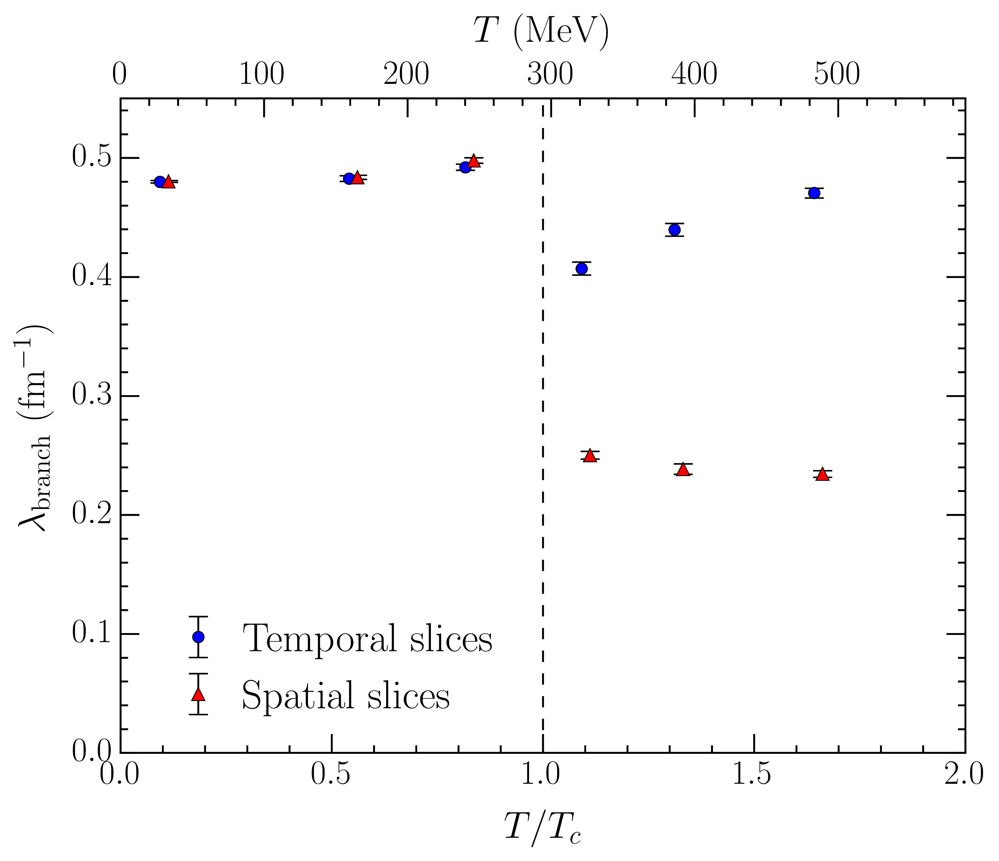 T (MeV)
0 100 200 300 400 500
0.5
0.4
0.3
0.2
0.1
0.0
λbranch (fm⁻¹)
Temporal slices
Spatial slices
0.0 0.5 1.0 1.5 2.0
T/Tc